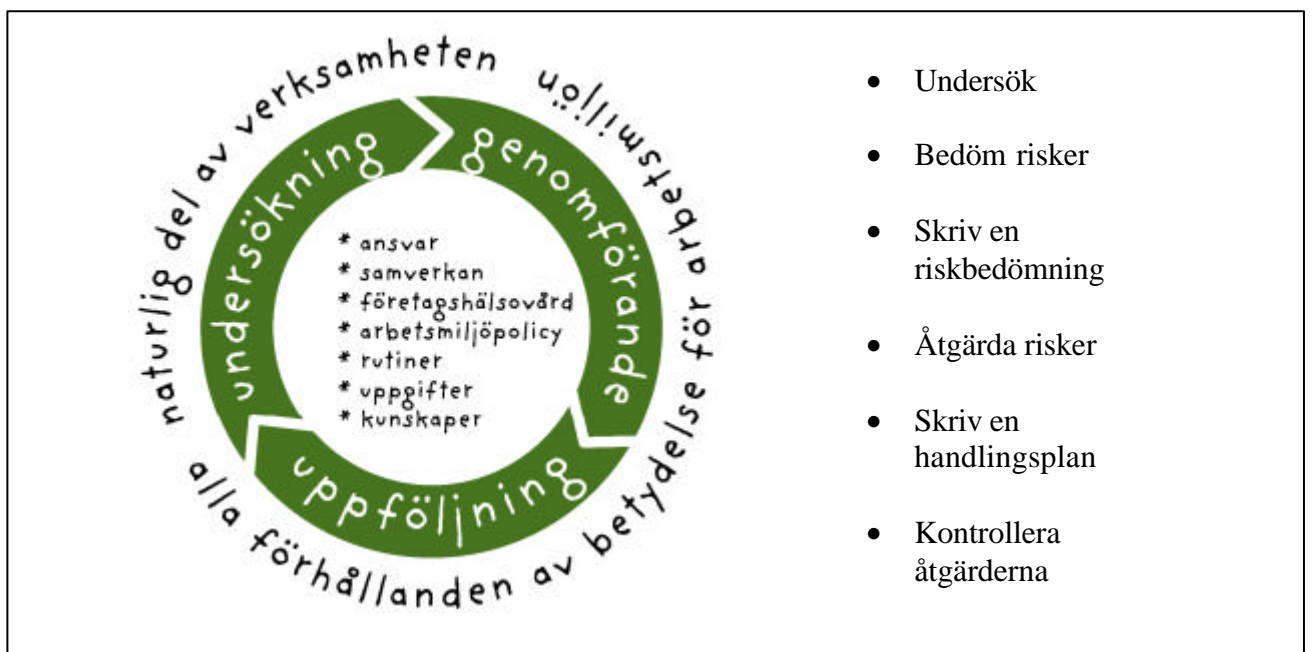 naturlig del av verksamheten
alla förhållanden av betydelse för arbetsmiljön
undersökning
genomförande
uppföljning
* ansvar
* samverkan
* företagshälsovård
* arbetsmiljöpolicy
* rutiner
* uppgifter
* kunskaper
• Undersök
• Bedöm risker
• Skriv en
riskbedömning
• Åtgärda risker
• Skriv en
handlingsplan
• Kontrollera
åtgärderna